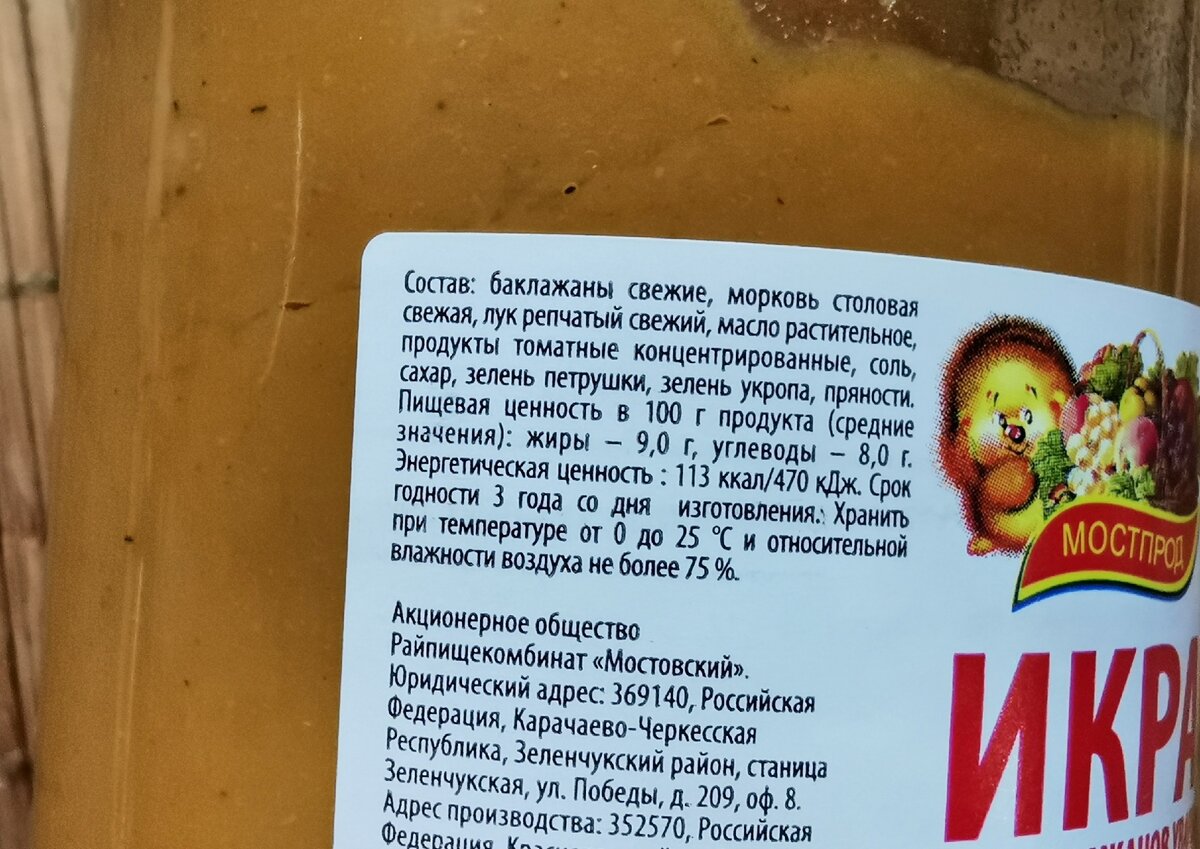 Состав: баклажаны свежие, морковь столовая
свежая, лук репчатый свежий, масло растительное,
продукты томатные концентрированные, соль,
сахар, зелень петрушки, зелень укропа, пряности.
Пищевая ценность в 100 г продукта (средние
значения): жиры – 9,0 г, углеводы – 8,0 г.
Энергетическая ценность : 113 ккал/470 кДж. Срок
годности 3 года со дня изготовления. Хранить
при температуре от 0 до 25 °С и относительной
влажности воздуха не более 75 %.
Акционерное общество
Райпищекомбинат «Мостовский».
Юридический адрес: 369140, Российская
Федерация, Карачаево-Черкесская
Республика, Зеленчукский район, станица
Зеленчукская, ул. Победы, д. 209, оф. 8.
Адрес производства: 352570, Российская
Федерация,
МОСТПРОД
ИКРА